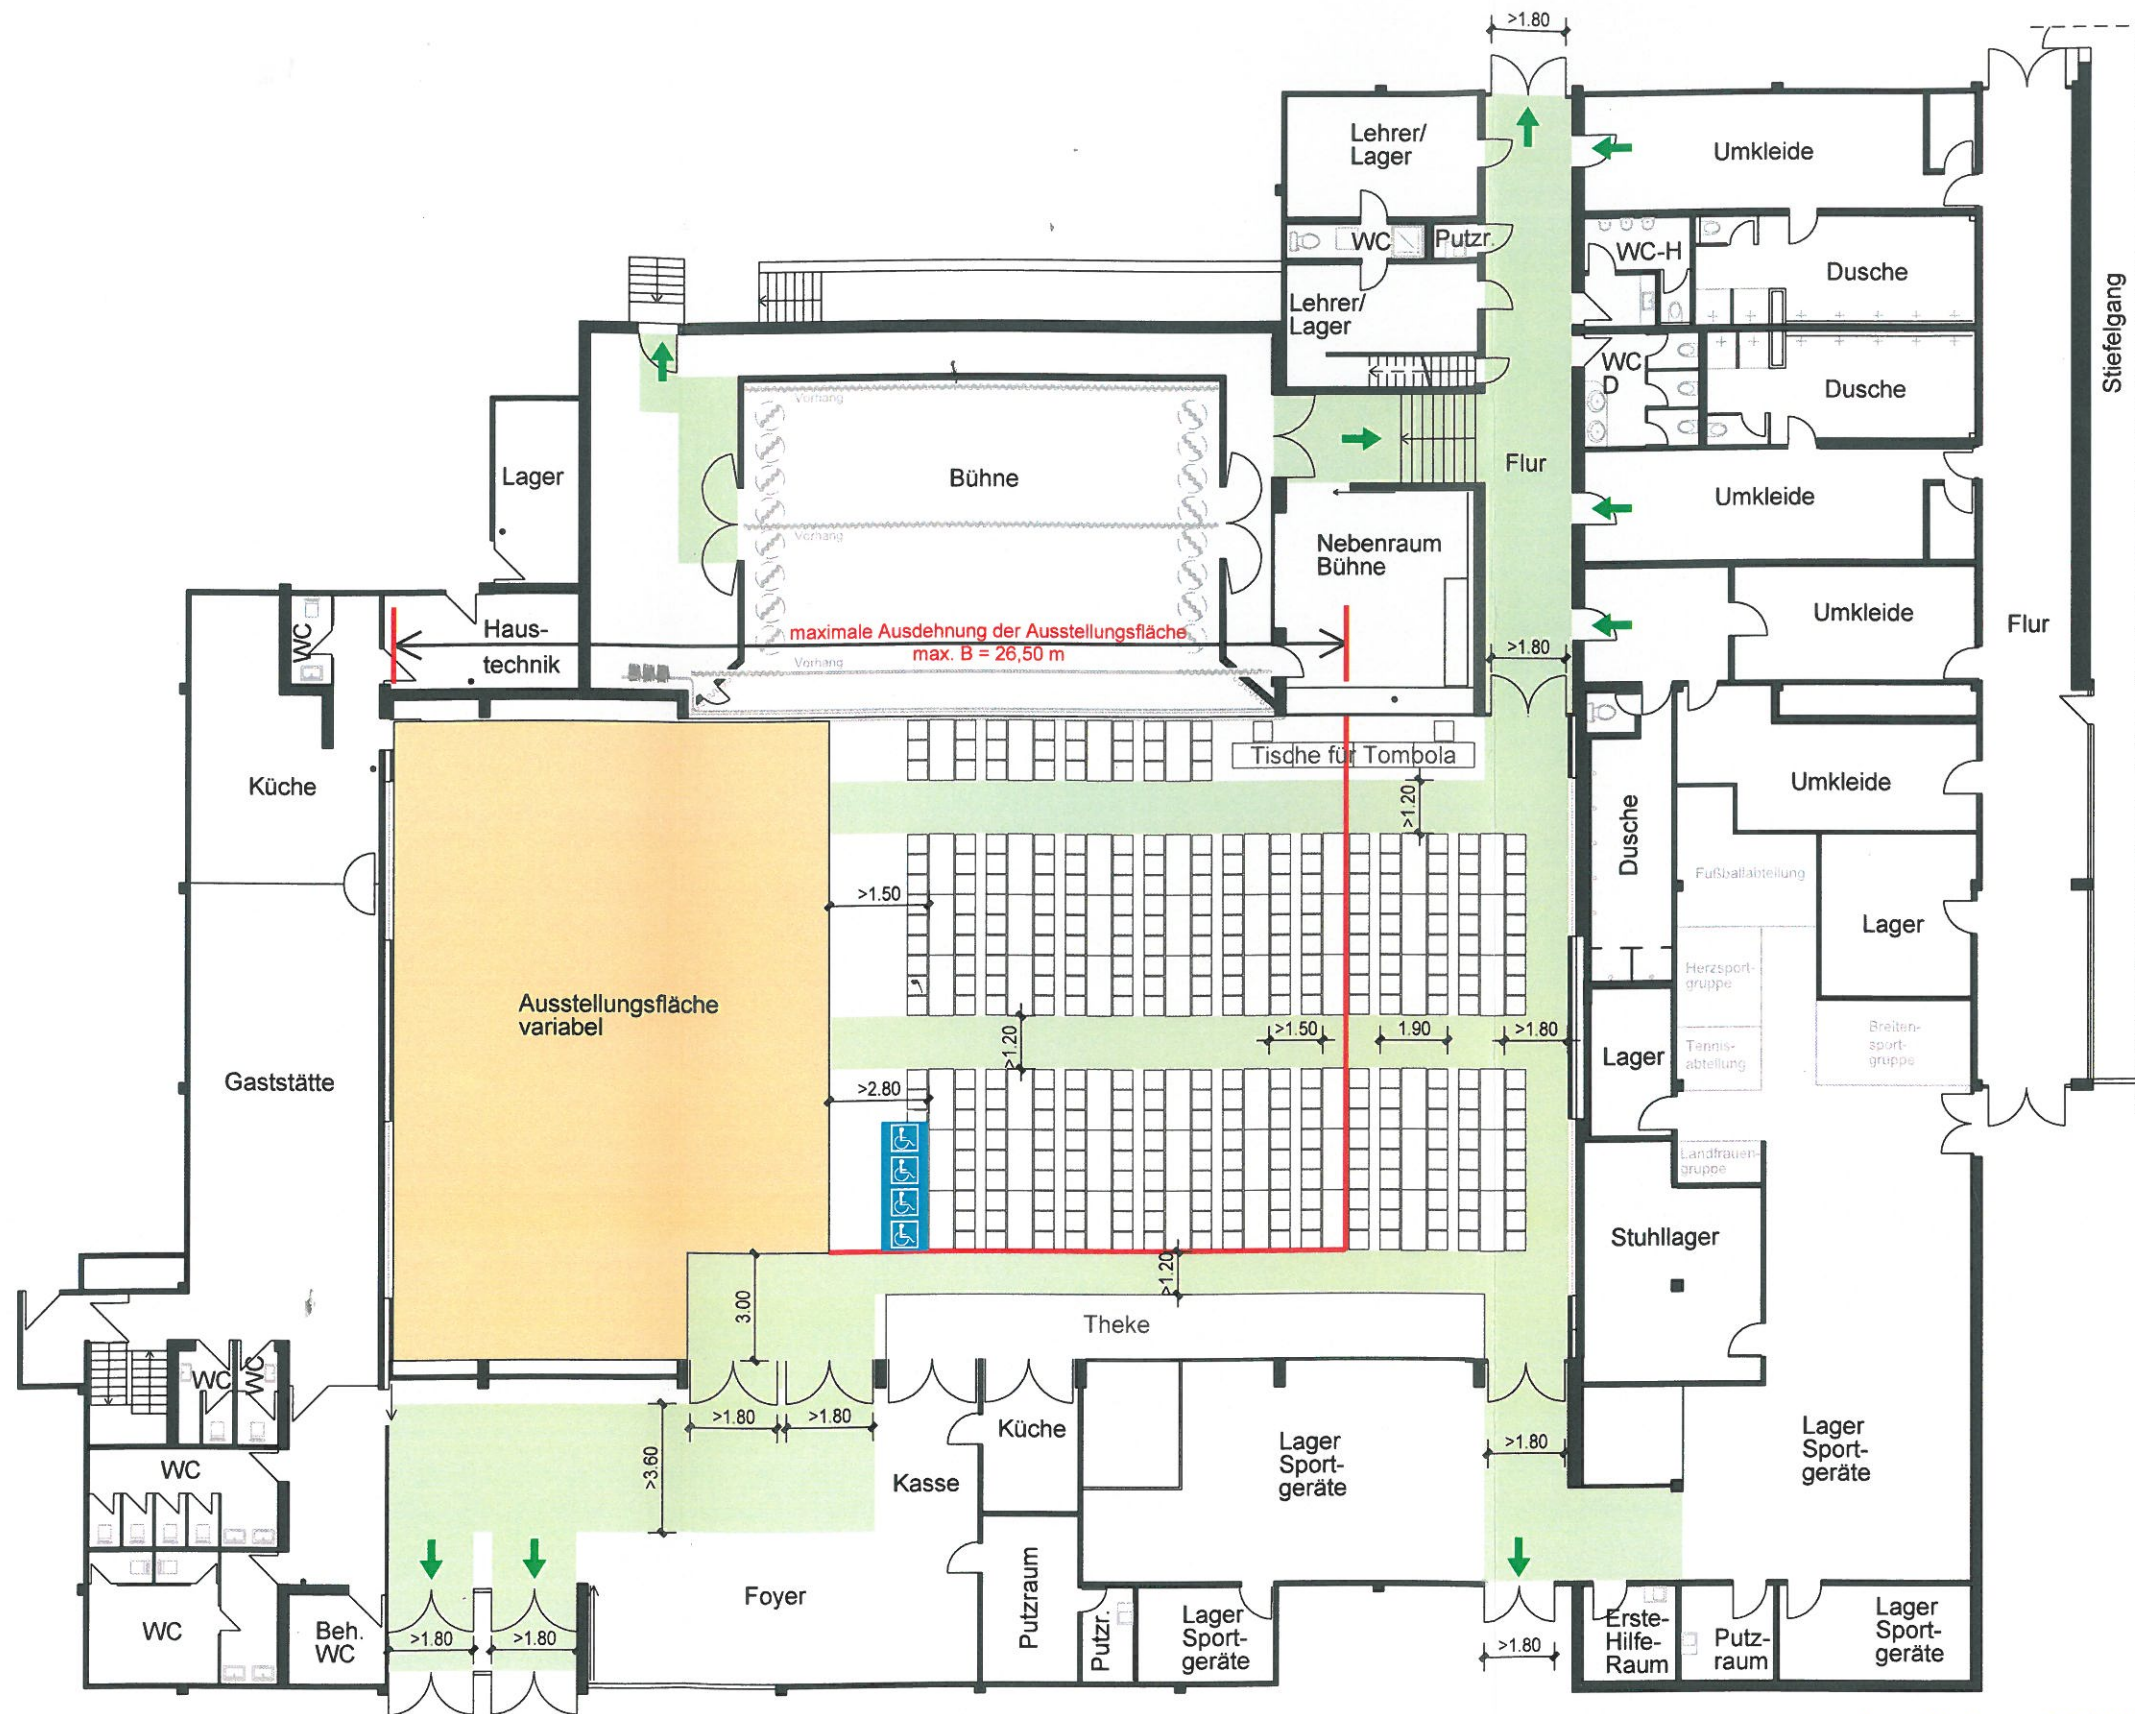 >1.80
Lehrer/
Lager
Umkleide
WC
Putzr.
WC-H
Dusche
Lehrer/
Lager
WC
D
Dusche
Stiefelgang
Vorhang
Lager
Bühne
Flur
Umkleide
Vorhang
Nebenraum
Bühne
WC
Haus-
technik
maximale Ausdehnung der Ausstellungsfläche
max. B = 26,50 m
Vorhang
>1.80
Umkleide
Flur
Küche
Tische für Tombola
>1.20
Umkleide
Dusche
Fußballabteilung
>1.50
Lager
Ausstellungsfläche
variabel
Herzsport-
gruppe
>1.20
>1.50
1.90
>1.80
Lager
Tennis-
abteilung
Breiten-
sport-
gruppe
Gaststätte
>2.80
Landfrauen-
gruppe
Stuhllager
3.00
>1.20
Theke
WC
WC
>1.80
>1.80
Küche
>3.60
Kasse
Lager
Sport-
geräte
>1.80
Lager
Sport-
geräte
WC
WC
Beh.
WC
>1.80
>1.80
Foyer
Putzraum
Putzr.
Lager
Sport-
geräte
>1.80
Erste-
Hilfe-
Raum
Putz-
raum
Lager
Sport-
geräte